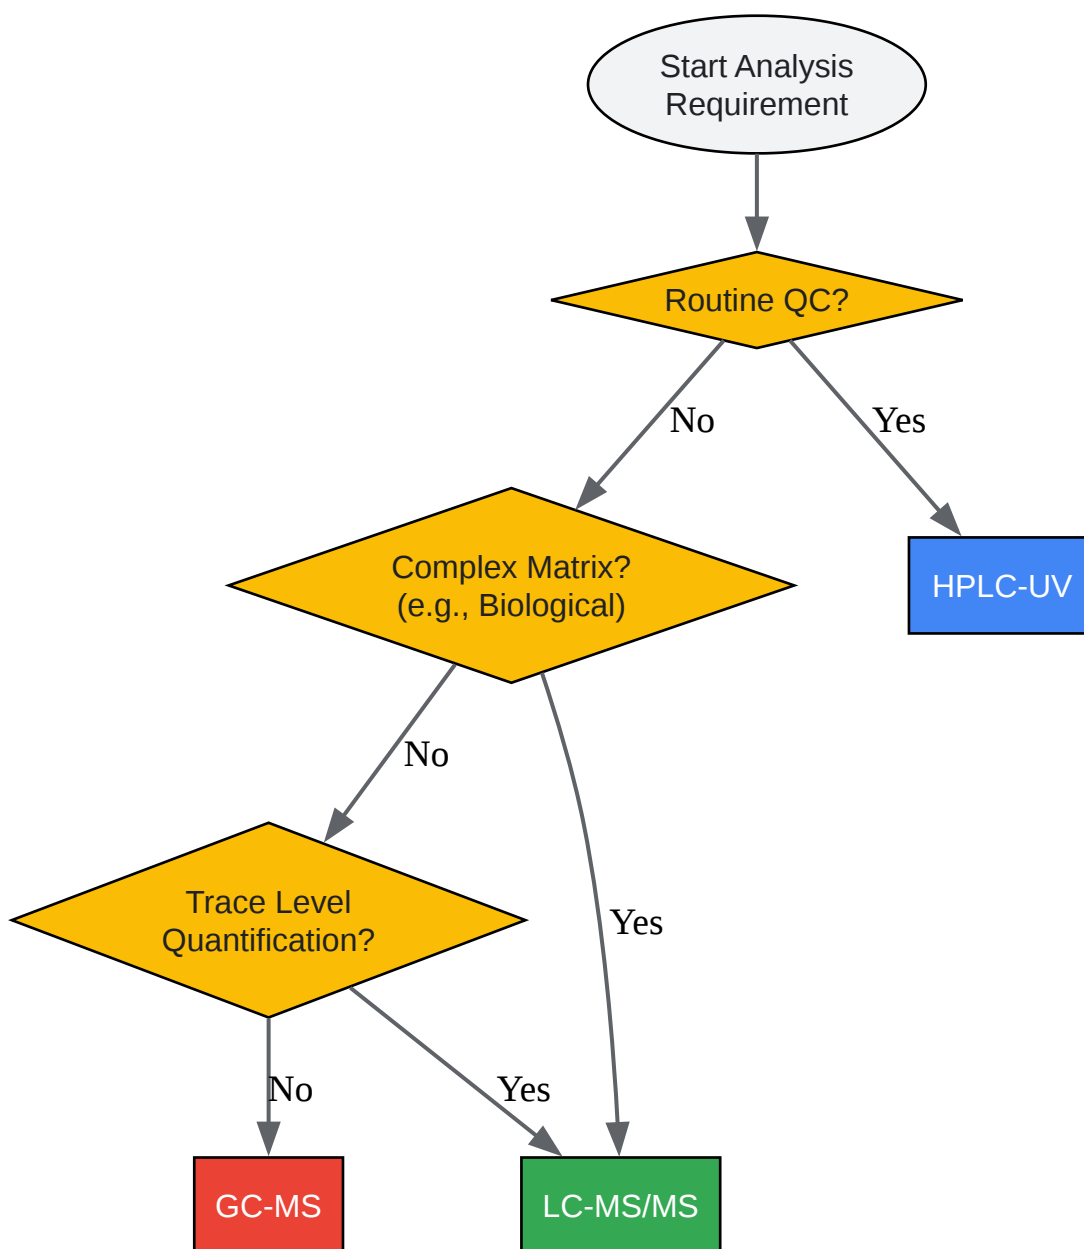 Start Analysis
Requirement
Routine QC?
No
Yes
Complex Matrix?
(e.g., Biological)
HPLC-UV
No
Trace Level
Quantification?
Yes
No
Yes
GC-MS
LC-MS/MS